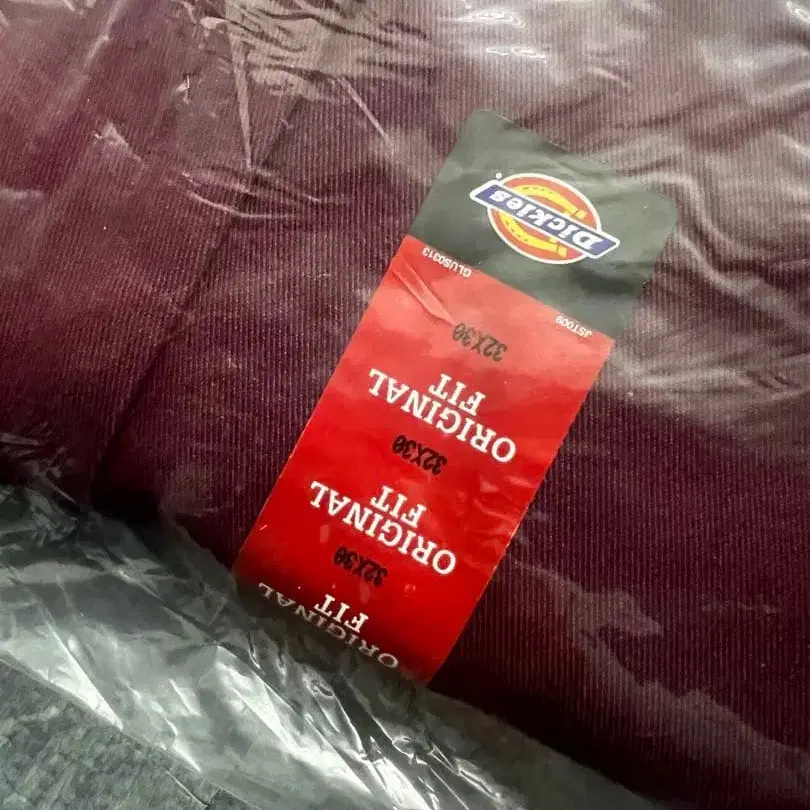 Dickies
GLUS0313
JST009
32X30
ORIGINAL
FIT
32X30
ORIGINAL
FIT
32X30
ORIGINAL
FIT